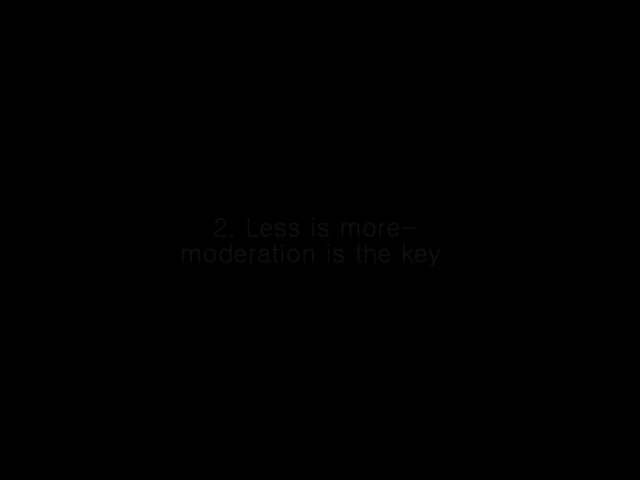 2. Less is more-
moderation is the key